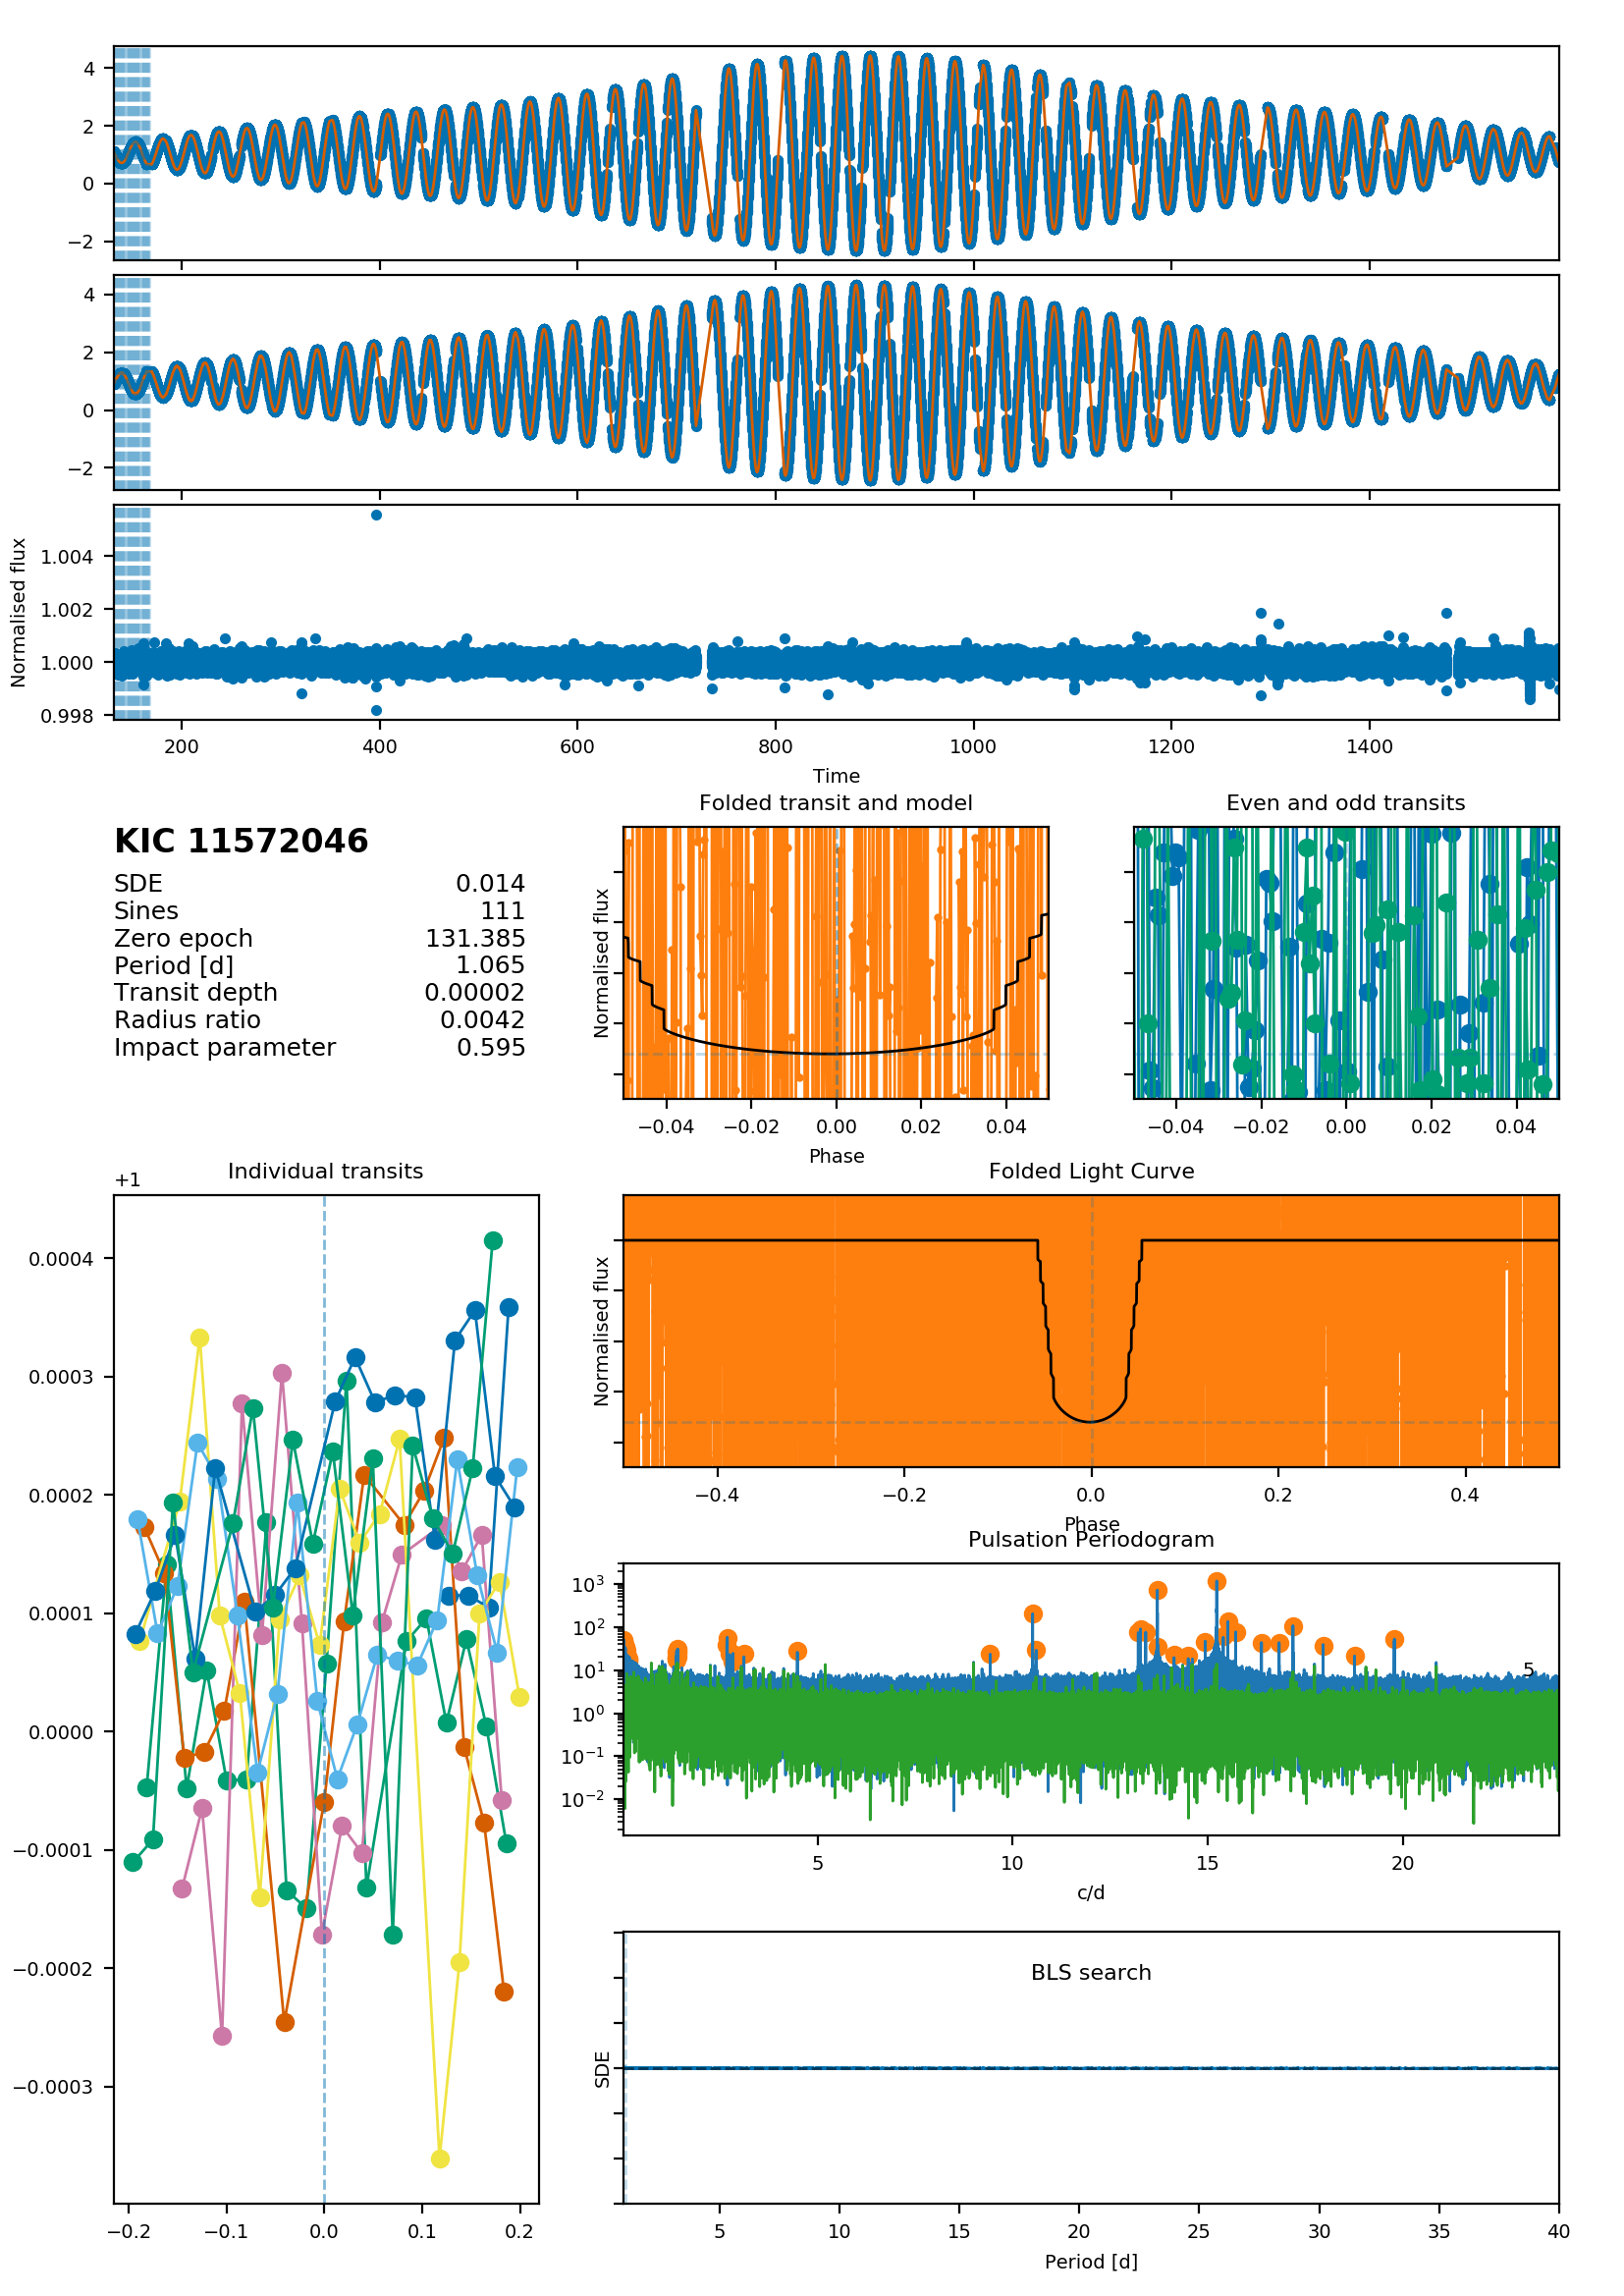 4
2
0
−2
4
2
0
−2
Normalised flux
1.004
1.002
1.000
0.998
200 400 600 800 1000 1200 1400
Time
KIC 11572046
SDE 0.014
Sines 111
Zero epoch 131.385
Period [d] 1.065
Transit depth 0.00002
Radius ratio 0.0042
Impact parameter 0.595
Folded transit and model
Normalised flux
−0.04 −0.02 0.00 0.02 0.04
Phase
Even and odd transits
−0.04 −0.02 0.00 0.02 0.04
Individual transits
+1
0.0004
0.0003
0.0002
0.0001
0.0000
−0.0001
−0.0002
−0.0003
−0.2 −0.1 0.0 0.1 0.2
Folded Light Curve
Normalised flux
−0.4 −0.2 0.0 0.2 0.4
Phase
Pulsation Periodogram
10³
10²
10¹
10⁰
10⁻¹
10⁻²
5
5 10 15 20
c/d
BLS search
SDE
5 10 15 20 25 30 35 40
Period [d]